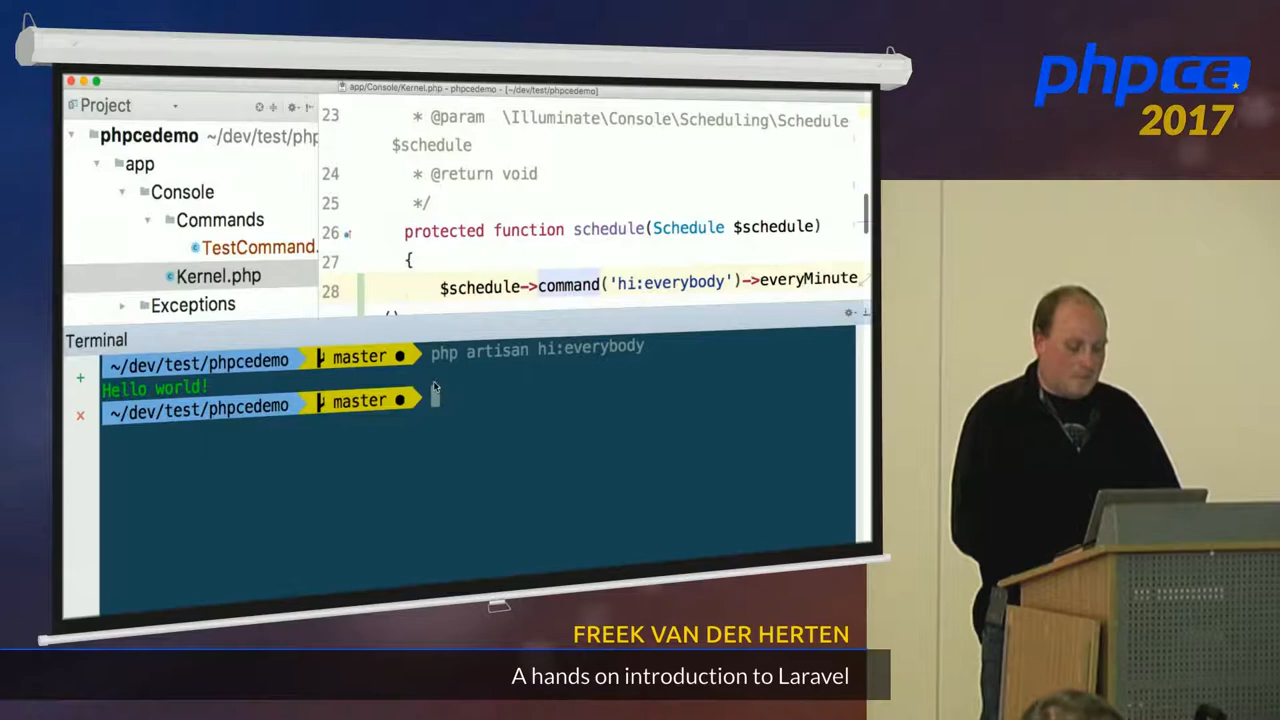 app/Console/Kernel.php - phpcedemo - [~/dev/test/phpcedemo]
Project
phpcedemo ~/dev/test/php
app
Console
Commands
TestCommand.
Kernel.php
Exceptions
23 * @param \Illuminate\Console\Scheduling\Schedule
$schedule
24 * @return void
25 */
26 protected function schedule(Schedule $schedule)
27 {
28 $schedule->command('hi:everybody')->everyMinute
()
Terminal
~/dev/test/phpcedemo master ● php artisan hi:everybody
Hello world!
~/dev/test/phpcedemo master ●
phpCE
2017
FREEK VAN DER HERTEN
A hands on introduction to Laravel